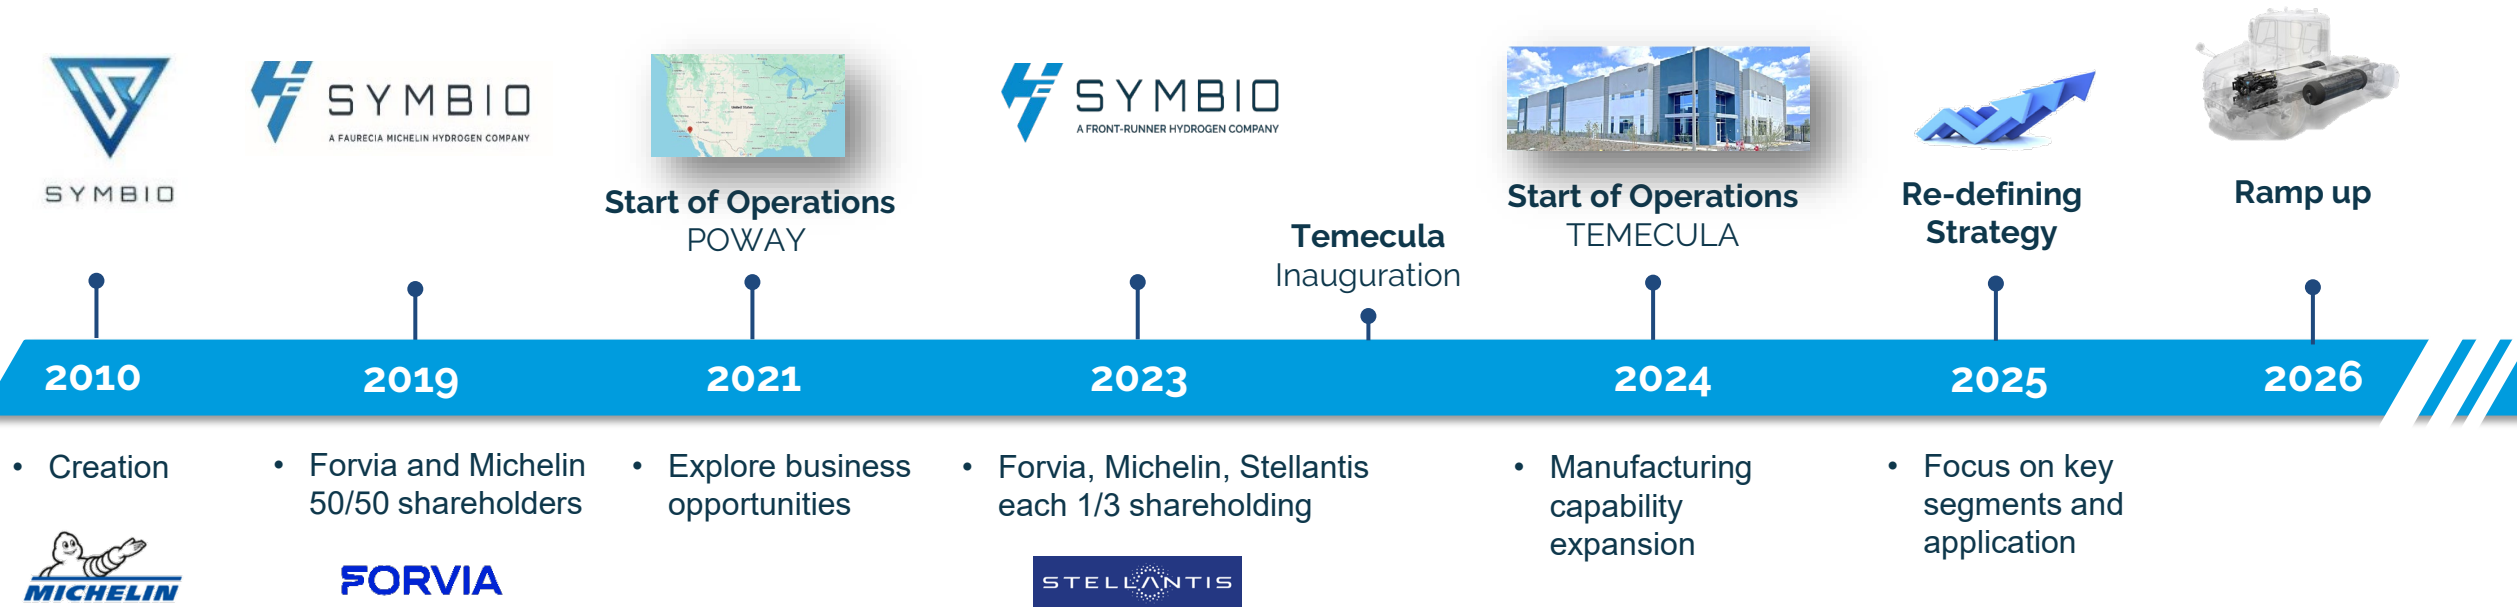 SYMBIO
SYMBIO
A FAURECIA MICHELIN HYDROGEN COMPANY
Start of Operations
POWAY
SYMBIO
A FRONT-RUNNER HYDROGEN COMPANY
Temecula
Inauguration
Start of Operations
TEMECULA
Re-defining
Strategy
Ramp up
2010
2019
2021
2023
2024
2025
2026
• Creation
MICHELIN
• Forvia and Michelin
50/50 shareholders
FORVIA
• Explore business
opportunities
• Forvia, Michelin, Stellantis
each 1/3 shareholding
STELLANTIS
• Manufacturing
capability
expansion
• Focus on key
segments and
application